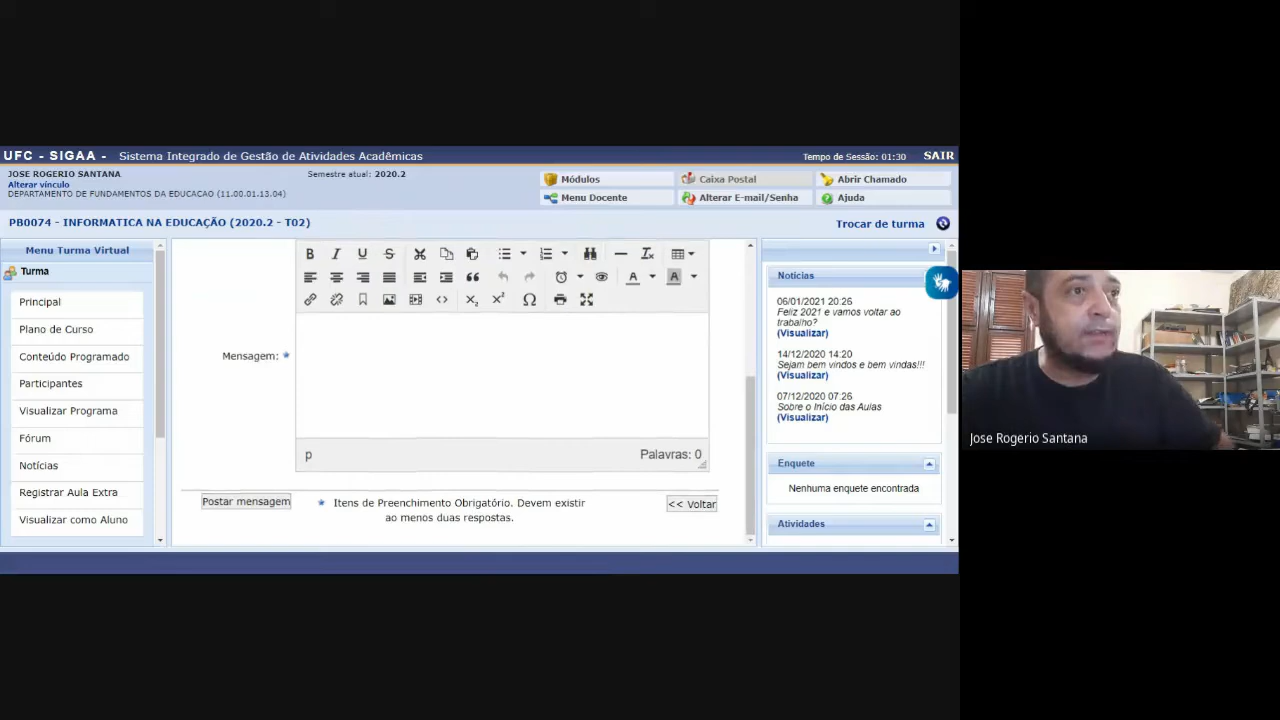 UFC - SIGAA - Sistema Integrado de Gestão de Atividades Acadêmicas
Tempo de Sessão: 01:30 SAIR
JOSE ROGERIO SANTANA
Semestre atual: 2020.2
Alterar vínculo
DEPARTAMENTO DE FUNDAMENTOS DA EDUCACAO (11.00.01.13.04)
Módulos
Caixa Postal
Abrir Chamado
Menu Docente
Alterar E-mail/Senha
Ajuda
PB0074 - INFORMATICA NA EDUCAÇÃO (2020.2 - T02)
Trocar de turma
Menu Turma Virtual
Turma
Principal
Plano de Curso
Conteúdo Programado
Participantes
Visualizar Programa
Fórum
Notícias
Registrar Aula Extra
Visualizar como Aluno
B I U S
A A
X₂ X² Ω
Mensagem:
p
Palavras: 0
Postar mensagem
Itens de Preenchimento Obrigatório. Devem existir
ao menos duas respostas.
<< Voltar
Notícias
06/01/2021 20:26
Feliz 2021 e vamos voltar ao
trabalho?
(Visualizar)
14/12/2020 14:20
Sejam bem vindos e bem vindas!!!
(Visualizar)
07/12/2020 07:26
Sobre o Início das Aulas
(Visualizar)
Enquete
Nenhuma enquete encontrada
Atividades
Jose Rogerio Santana